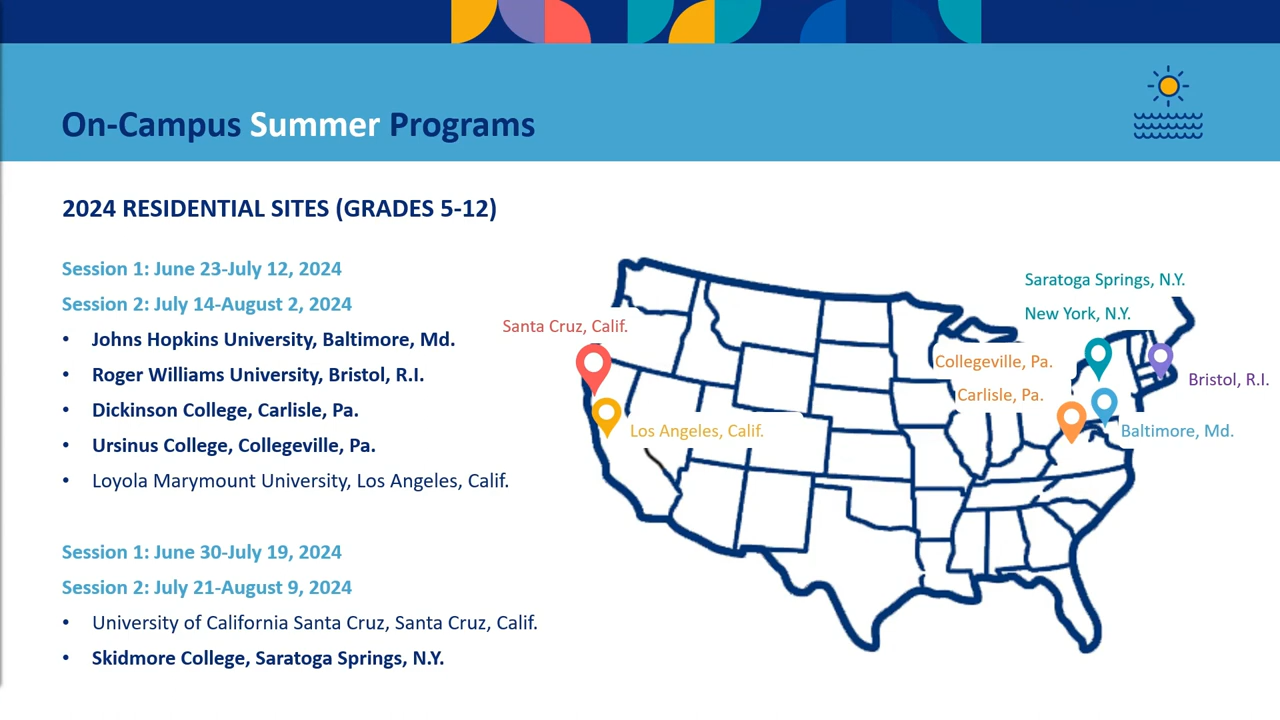 On-Campus Summer Programs
2024 RESIDENTIAL SITES (GRADES 5-12)
Session 1: June 23-July 12, 2024
Session 2: July 14-August 2, 2024
• Johns Hopkins University, Baltimore, Md.
• Roger Williams University, Bristol, R.I.
• Dickinson College, Carlisle, Pa.
• Ursinus College, Collegeville, Pa.
• Loyola Marymount University, Los Angeles, Calif.
Session 1: June 30-July 19, 2024
Session 2: July 21-August 9, 2024
• University of California Santa Cruz, Santa Cruz, Calif.
• Skidmore College, Saratoga Springs, N.Y.
Santa Cruz, Calif.
Los Angeles, Calif.
Saratoga Springs, N.Y.
New York, N.Y.
Collegeville, Pa.
Carlisle, Pa.
Bristol, R.I.
Baltimore, Md.